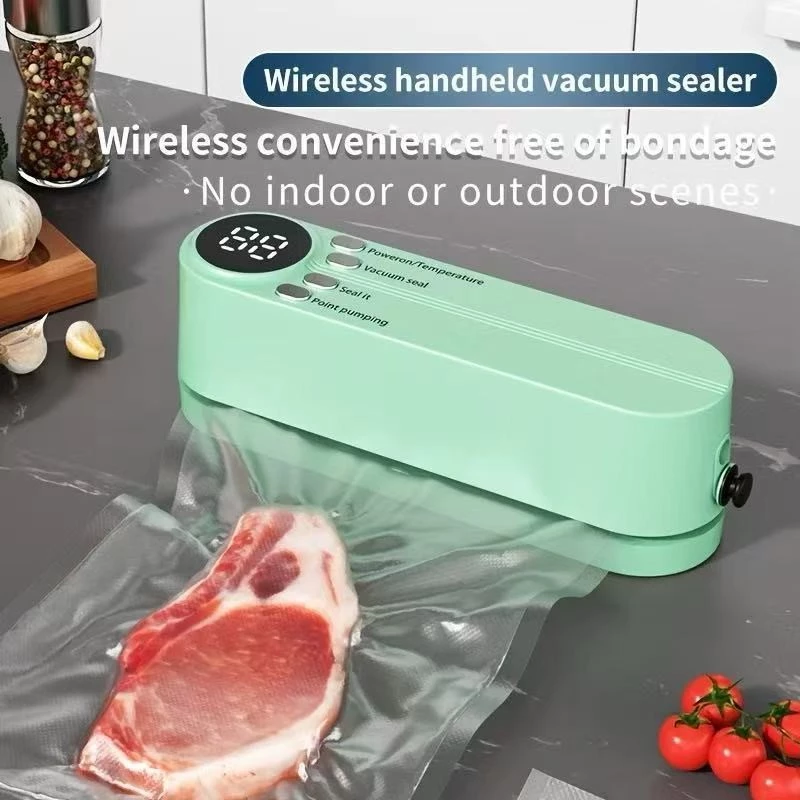 Wireless handheld vacuum sealer
Wireless convenience free of bondage
·No indoor or outdoor scenes·
88
Poweron/Temperature
Vacuum seal
Seal it
Point pumping